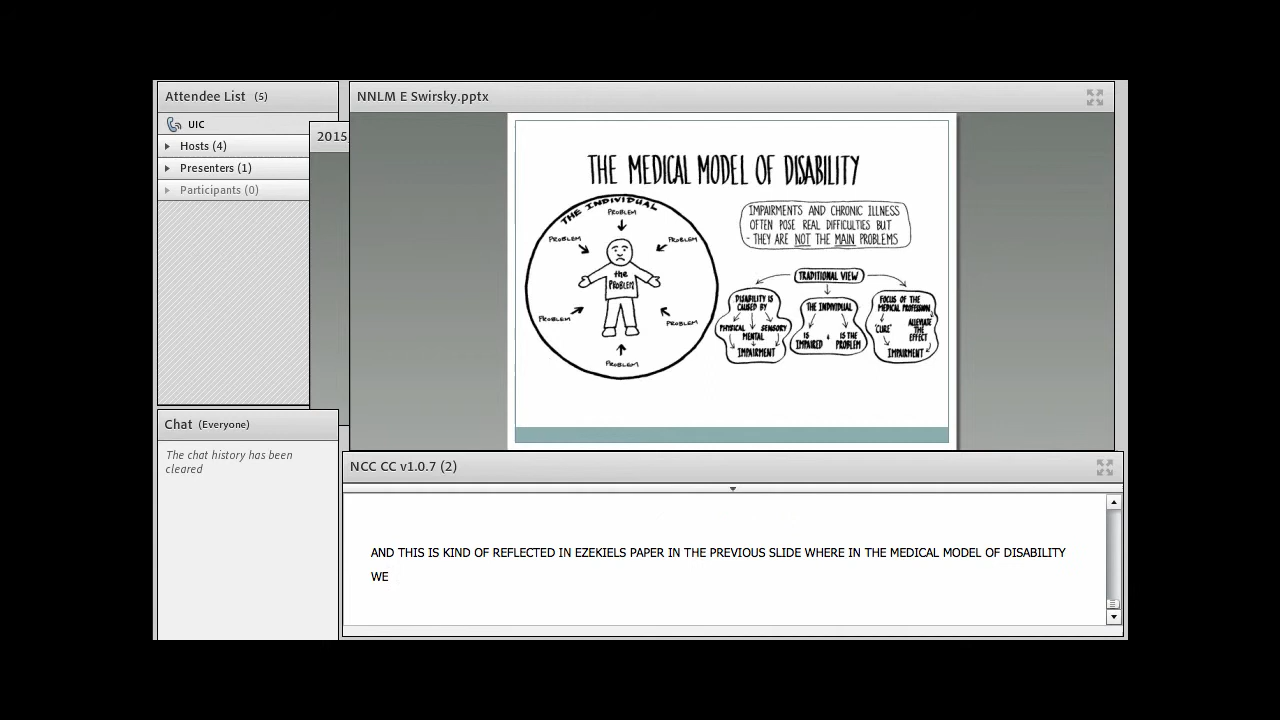 Attendee List (5)
UIC
Hosts (4)
Presenters (1)
Participants (0)
2015
Chat (Everyone)
The chat history has been
cleared
NNLM E Swirsky.pptx
THE MEDICAL MODEL OF DISABILITY
THE INDIVIDUAL
PROBLEM
PROBLEM
PROBLEM
the
PROBLEM
PROBLEM
PROBLEM
PROBLEM
IMPAIRMENTS AND CHRONIC ILLNESS
OFTEN POSE REAL DIFFICULTIES BUT
- THEY ARE NOT THE MAIN PROBLEMS
TRADITIONAL VIEW
DISABILITY IS
CAUSED BY
PHYSICAL SENSORY
MENTAL
IMPAIRMENT
THE INDIVIDUAL
IS
IMPAIRED
&
IS THE
PROBLEM
FOCUS OF THE
MEDICAL PROFESSION
'CURE'
ALLEVIATE
THE
EFFECT
IMPAIRMENT
NCC CC v1.0.7 (2)
AND THIS IS KIND OF REFLECTED IN EZEKIELS PAPER IN THE PREVIOUS SLIDE WHERE IN THE MEDICAL MODEL OF DISABILITY
WE